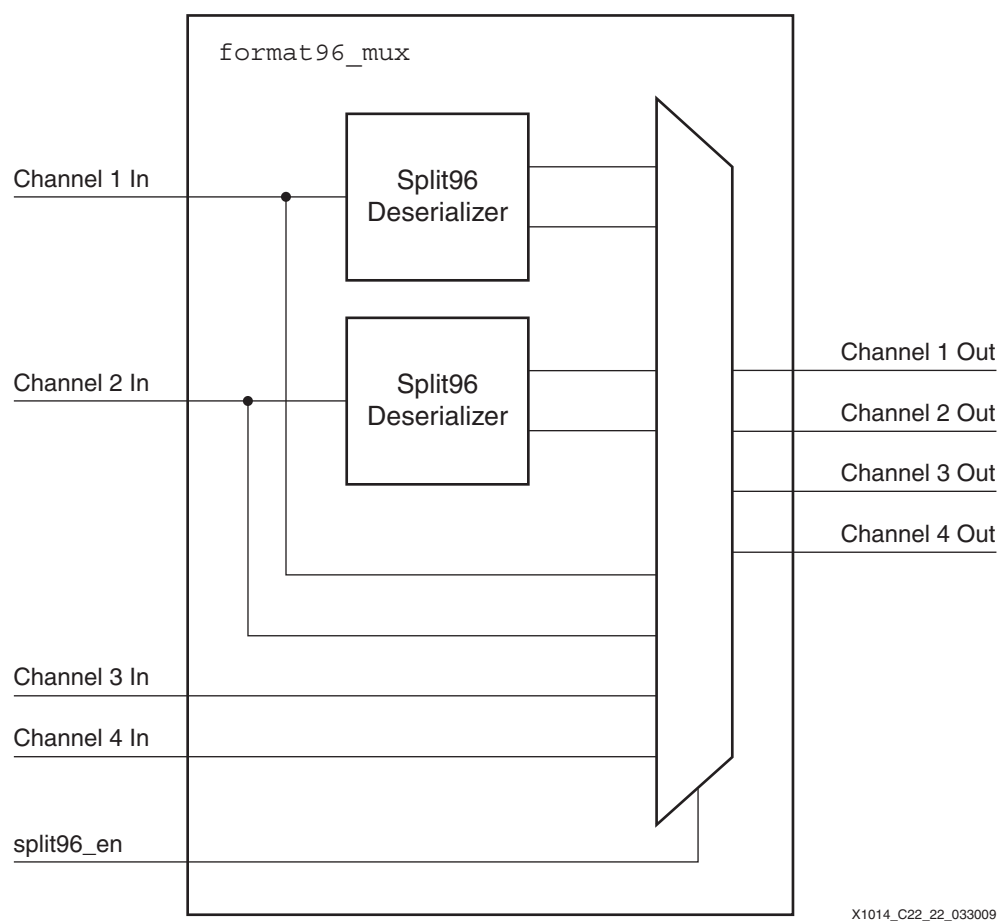 format96_mux
Channel 1 In
Split96
Deserializer
Channel 2 In
Split96
Deserializer
Channel 1 Out
Channel 2 Out
Channel 3 Out
Channel 4 Out
Channel 3 In
Channel 4 In
split96_en
X1014_C22_22_033009